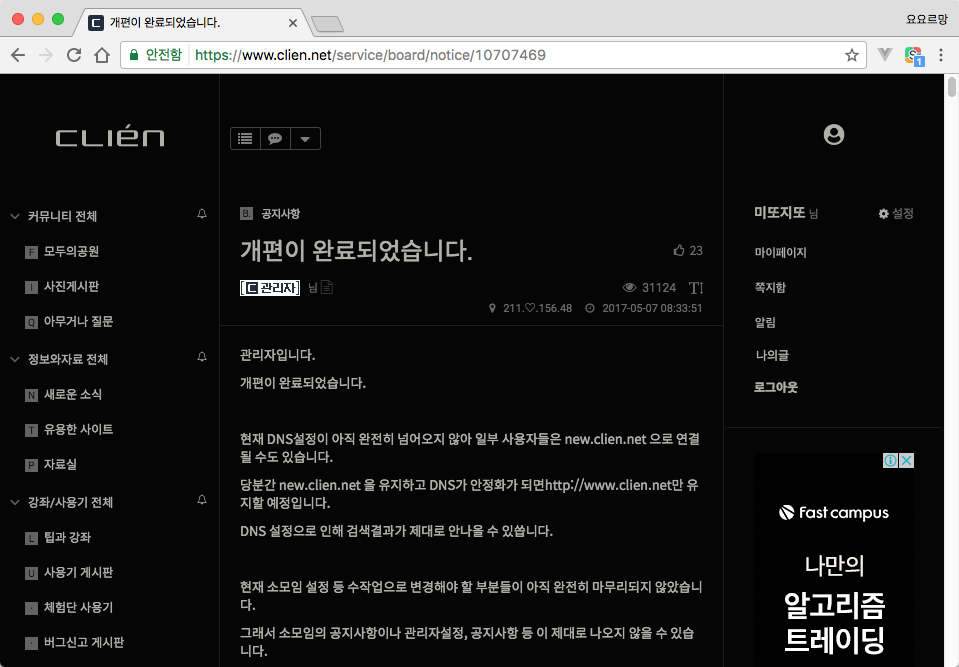 개편이 완료되었습니다.
요요르망
안전함
https://www.clien.net/service/board/notice/10707469
1
CLIÉN
커뮤니티 전체
F 모두의공원
I 사진게시판
Q 아무거나 질문
정보와자료 전체
N 새로운 소식
T 유용한 사이트
P 자료실
강좌/사용기 전체
L 팁과 강좌
U 사용기 게시판
· 체험단 사용기
· 버그신고 게시판
B. 공지사항
개편이 완료되었습니다.
23
C 관리자 님
31124
211.♡.156.48
2017-05-07 08:33:51
관리자입니다.
개편이 완료되었습니다.
현재 DNS설정이 아직 완전히 넘어오지 않아 일부 사용자들은 new.clien.net 으로 연결
될 수도 있습니다.
당분간 new.clien.net 을 유지하고 DNS가 안정화가 되면http://www.clien.net만 유
지할 예정입니다.
DNS 설정으로 인해 검색결과가 제대로 안나올 수 있씁니다.
현재 소모임 설정 등 수작업으로 변경해야 할 부분들이 아직 완전히 마무리되지 않았습니
다.
그래서 소모임의 공지사항이나 관리자설정, 공지사항 등 이 제대로 나오지 않을 수 있습
니다.
미또지또 님
설정
마이페이지
쪽지함
알림
나의글
로그아웃
Fast campus
나만의
알고리즘
트레이딩